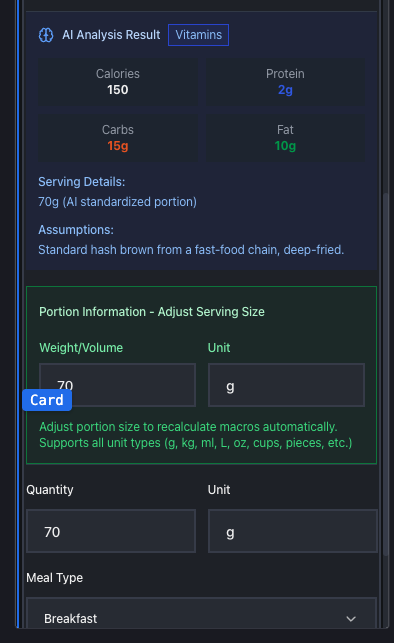 AI Analysis Result Vitamins
Calories Protein
150 2g
Carbs Fat
15g 10g
Serving Details:
70g (AI standardized portion)
Assumptions:
Standard hash brown from a fast-food chain, deep-fried.
Portion Information - Adjust Serving Size
Weight/Volume Unit
70 g
Card
Adjust portion size to recalculate macros automatically.
Supports all unit types (g, kg, ml, L, oz, cups, pieces, etc.)
Quantity Unit
70 g
Meal Type
Breakfast